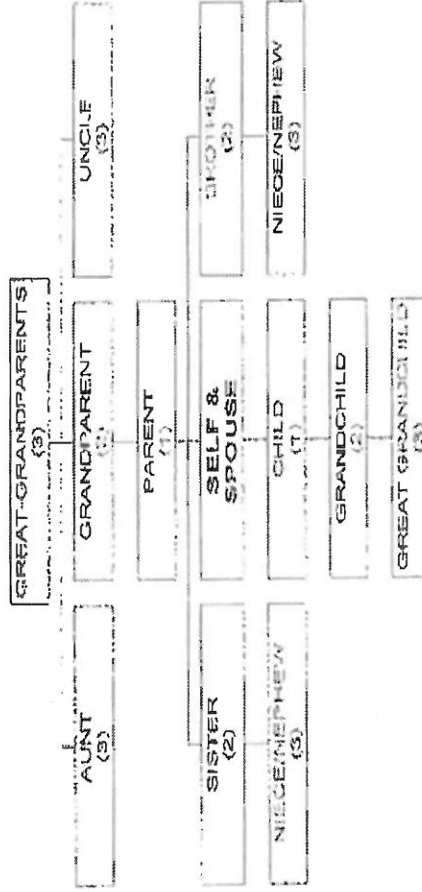 GREAT-GRANDPARENTS
(3)
AUNT
(3)
GRANDPARENT
UNCLE
(3)
PARENT
(1)
SISTER
(2)
SELF &
SPOUSE
BROTHER
(2)
NIECE/NEPHEW
(3)
CHILD
(1)
NIECE/NEPHEW
(3)
GRANDCHILD
(2)
GREAT GRANDCHILD
(3)